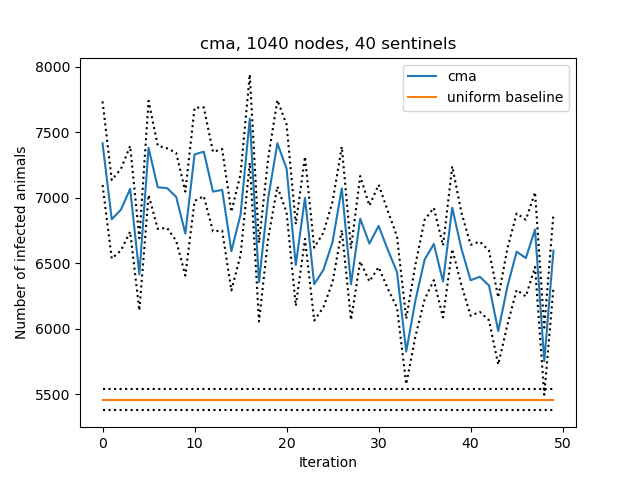 cma, 1040 nodes, 40 sentinels
cma
uniform baseline
Number of infected animals
8000
7500
7000
6500
6000
5500
0 10 20 30 40 50
Iteration